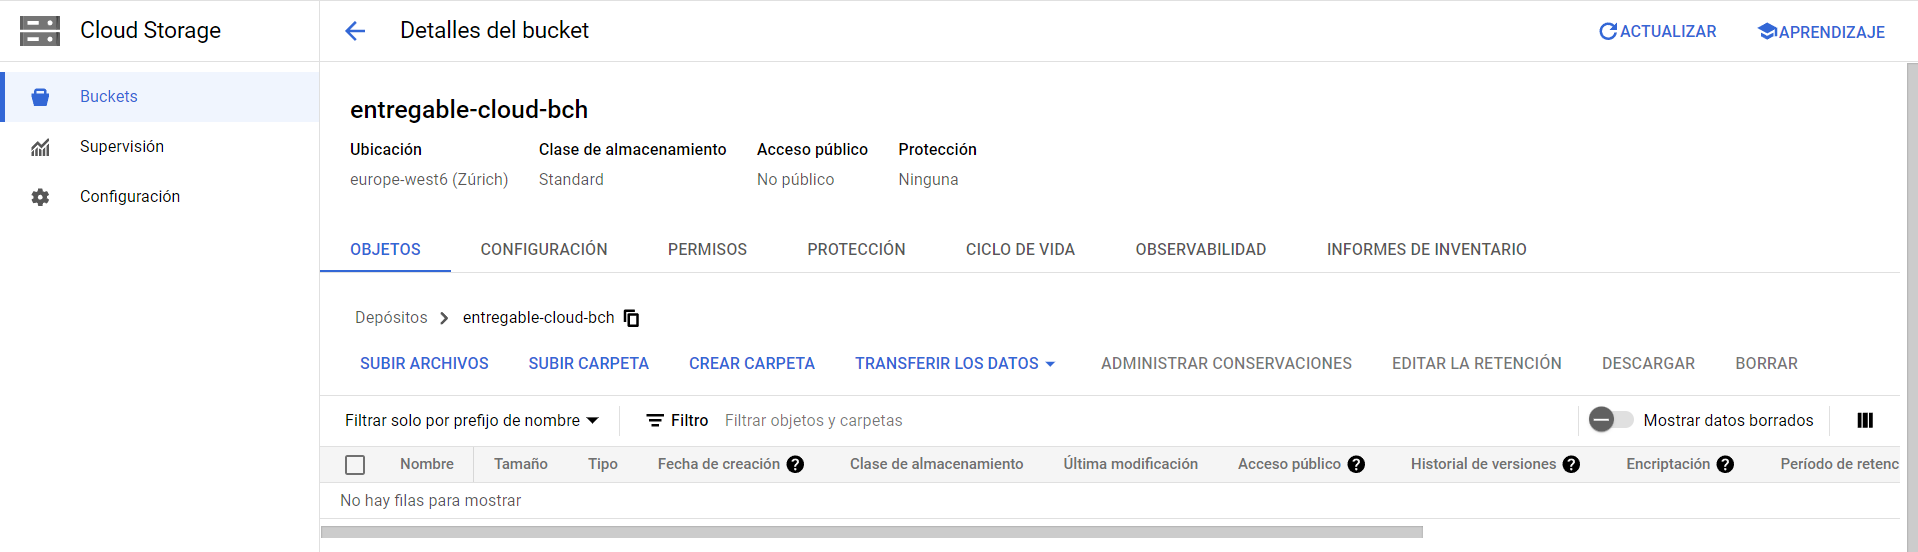 Cloud Storage
Detalles del bucket
ACTUALIZAR
APRENDIZAJE
Buckets
Supervisión
Configuración
entregable-cloud-bch
Ubicación Clase de almacenamiento Acceso público Protección
europe-west6 (Zúrich) Standard No público Ninguna
OBJETOS CONFIGURACIÓN PERMISOS PROTECCIÓN CICLO DE VIDA OBSERVABILIDAD INFORMES DE INVENTARIO
Depósitos entregable-cloud-bch
SUBIR ARCHIVOS SUBIR CARPETA CREAR CARPETA TRANSFERIR LOS DATOS ADMINISTRAR CONSERVACIONES EDITAR LA RETENCIÓN DESCARGAR BORRAR
Filtrar solo por prefijo de nombre Filtro Filtrar objetos y carpetas Mostrar datos borrados
Nombre Tamaño Tipo Fecha de creación Clase de almacenamiento Última modificación Acceso público Historial de versiones Encriptación Período de retenc
No hay filas para mostrar